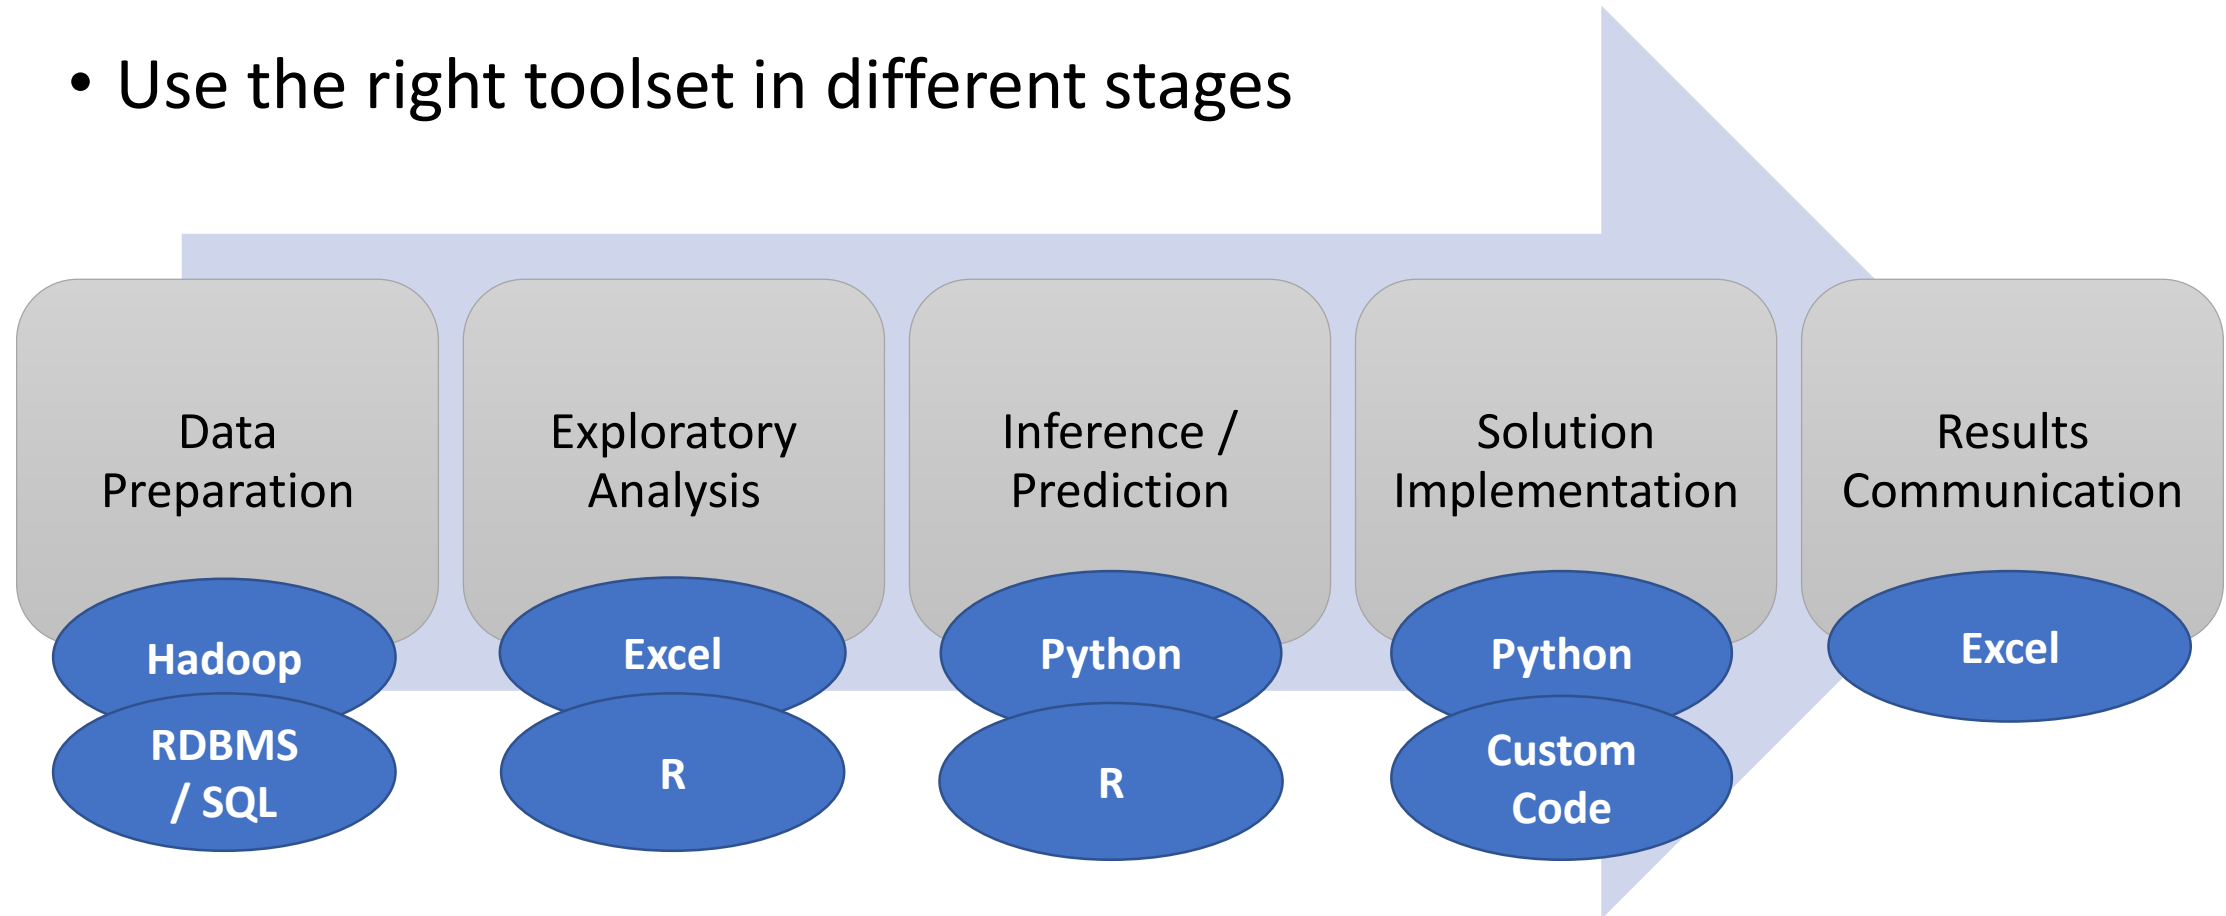 • Use the right toolset in different stages
Data
Preparation
Exploratory
Analysis
Inference /
Prediction
Solution
Implementation
Results
Communication
Hadoop
RDBMS
/ SQL
Excel
R
Python
R
Python
Custom
Code
Excel